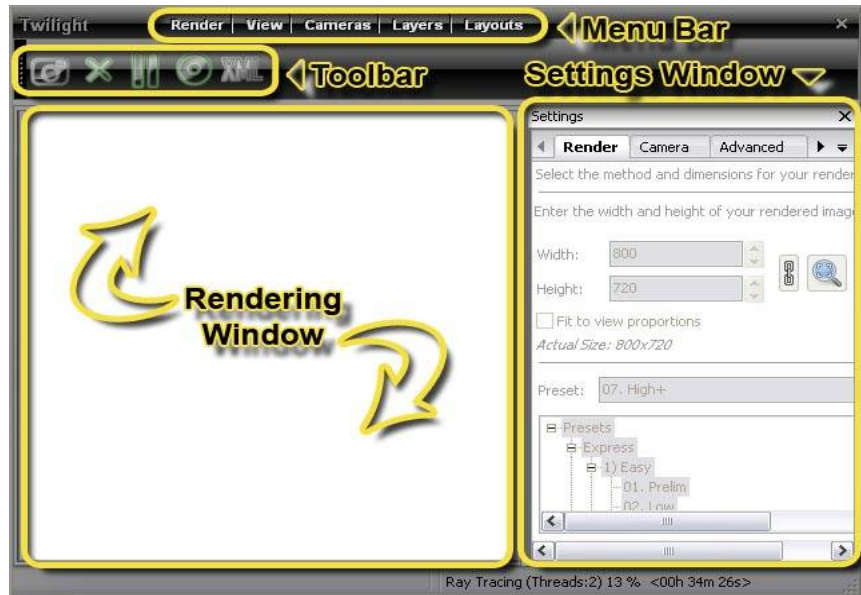 Twilight Render View Cameras Layers Layouts Menu Bar
XML Toolbar Settings Window
Settings
Render Camera Advanced
Select the method and dimensions for your render
Enter the width and height of your rendered imag
Width: 800
Height: 720
Fit to view proportions
Actual Size: 800x720
Preset: 07. High+
Presets
Express
1) Easy
01. Prelim
02. Low
Rendering
Window
Ray Tracing (Threads:2) 13 % <00h 34m 26s>